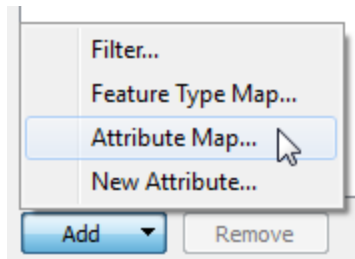 Filter...
Feature Type Map...
Attribute Map...
New Attribute...
Add Remove